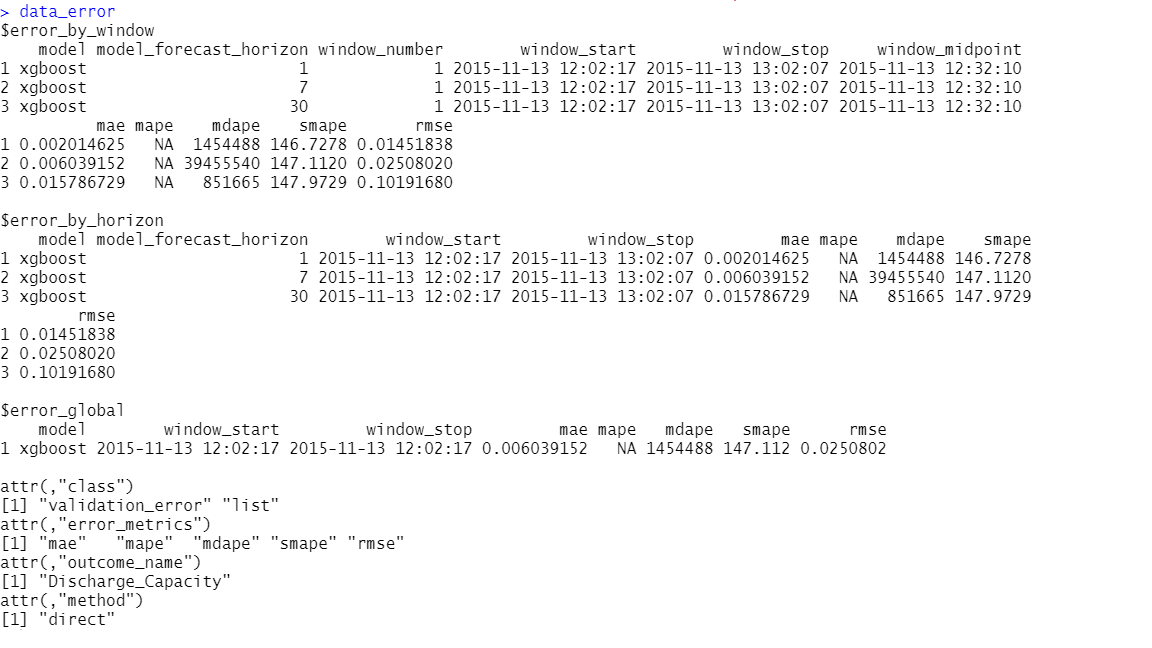 > data_error
$error_by_window
    model model_forecast_horizon window_number        window_start         window_stop     window_midpoint
1 xgboost                      1             1 2015-11-13 12:02:17 2015-11-13 13:02:07 2015-11-13 12:32:10
2 xgboost                      7             1 2015-11-13 12:02:17 2015-11-13 13:02:07 2015-11-13 12:32:10
3 xgboost                     30             1 2015-11-13 12:02:17 2015-11-13 13:02:07 2015-11-13 12:32:10
          mae mape    mdape    smape       rmse
1 0.002014625   NA  1454488 146.7278 0.01451838
2 0.006039152   NA 39455540 147.1120 0.02508020
3 0.015786729   NA   851665 147.9729 0.10191680
$error_by_horizon
    model model_forecast_horizon        window_start         window_stop         mae mape    mdape    smape
1 xgboost                      1 2015-11-13 12:02:17 2015-11-13 13:02:07 0.002014625   NA  1454488 146.7278
2 xgboost                      7 2015-11-13 12:02:17 2015-11-13 13:02:07 0.006039152   NA 39455540 147.1120
3 xgboost                     30 2015-11-13 12:02:17 2015-11-13 13:02:07 0.015786729   NA   851665 147.9729
        rmse
1 0.01451838
2 0.02508020
3 0.10191680
$error_global
    model        window_start         window_stop         mae mape   mdape   smape      rmse
1 xgboost 2015-11-13 12:02:17 2015-11-13 12:02:17 0.006039152   NA 1454488 147.112 0.0250802
attr(,"class")
[1] "validation_error" "list"
attr(,"error_metrics")
[1] "mae"   "mape"  "mdape" "smape" "rmse"
attr(,"outcome_name")
[1] "Discharge_Capacity"
attr(,"method")
[1] "direct"